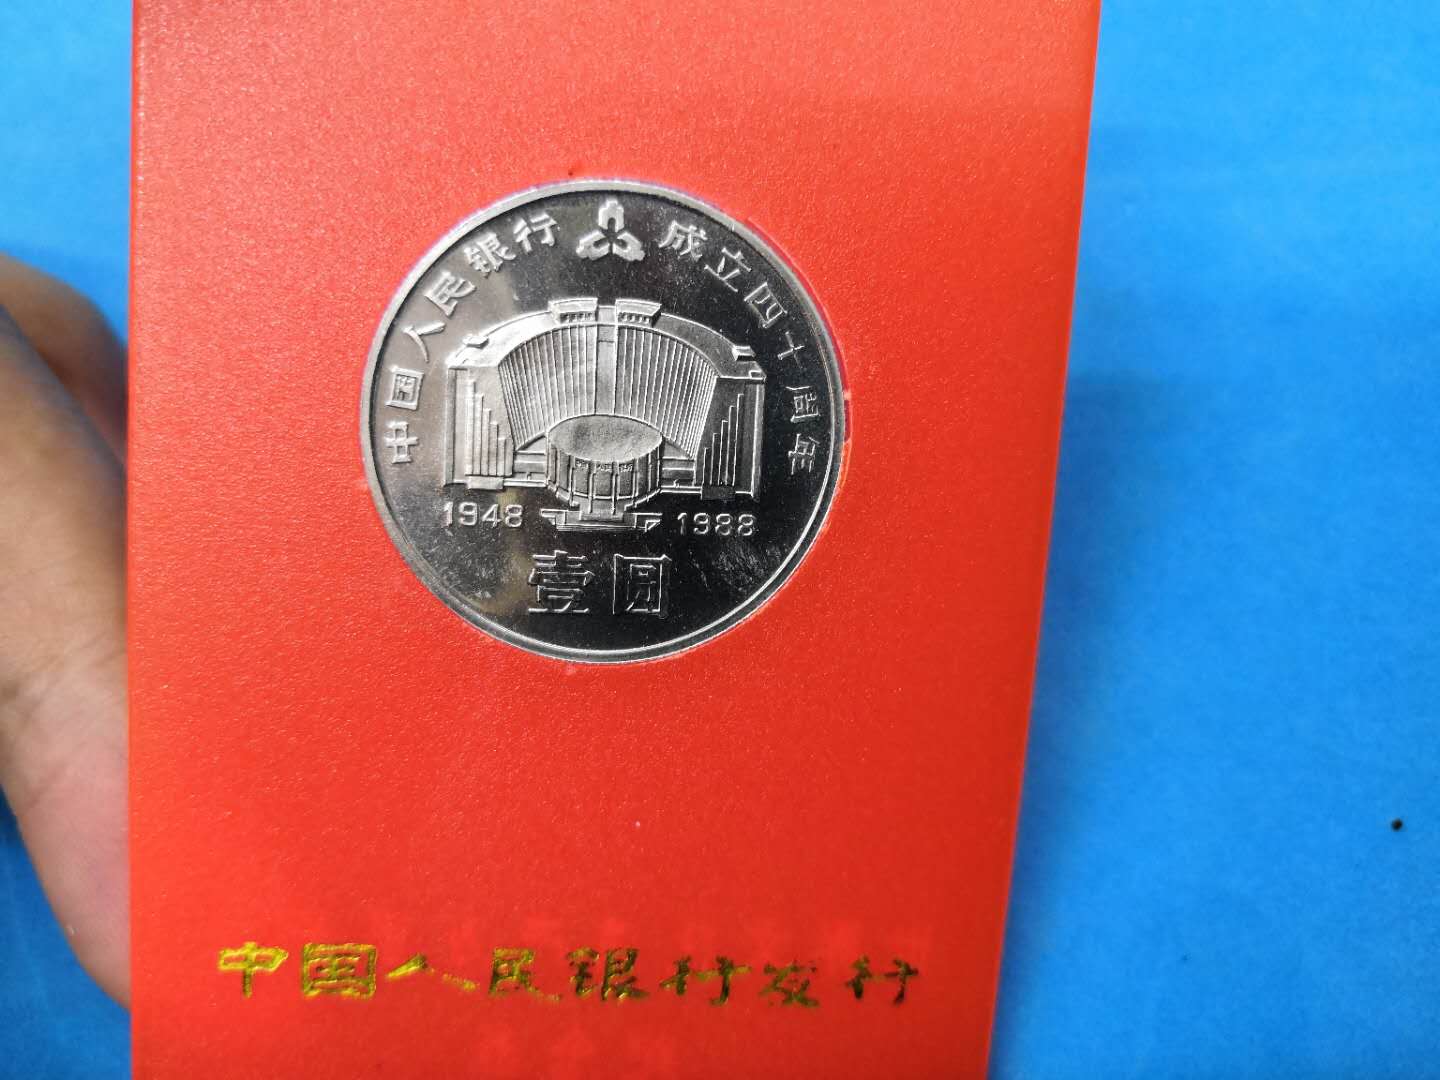 中国人民银行 成立四十周年
1948 1988
壹圆
中国人民银行发行